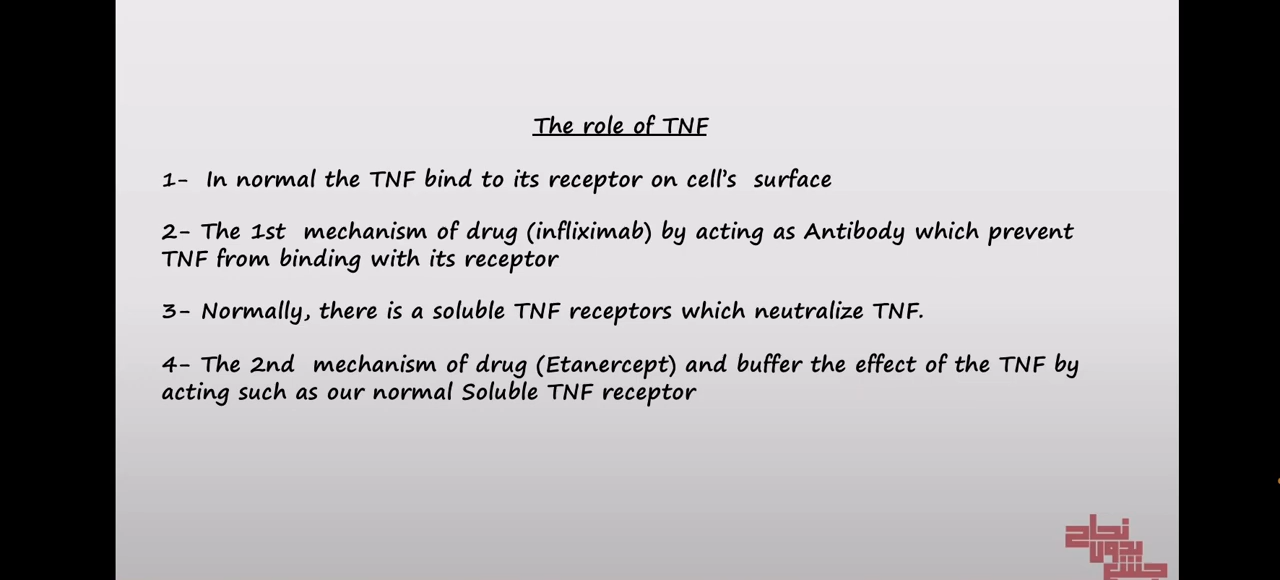 The role of TNF
1- In normal the TNF bind to its receptor on cell's surface
2- The 1st mechanism of drug (infliximab) by acting as Antibody which prevent
TNF from binding with its receptor
3- Normally, there is a soluble TNF receptors which neutralize TNF.
4- The 2nd mechanism of drug (Etanercept) and buffer the effect of the TNF by
acting such as our normal Soluble TNF receptor
نجاح
بدون